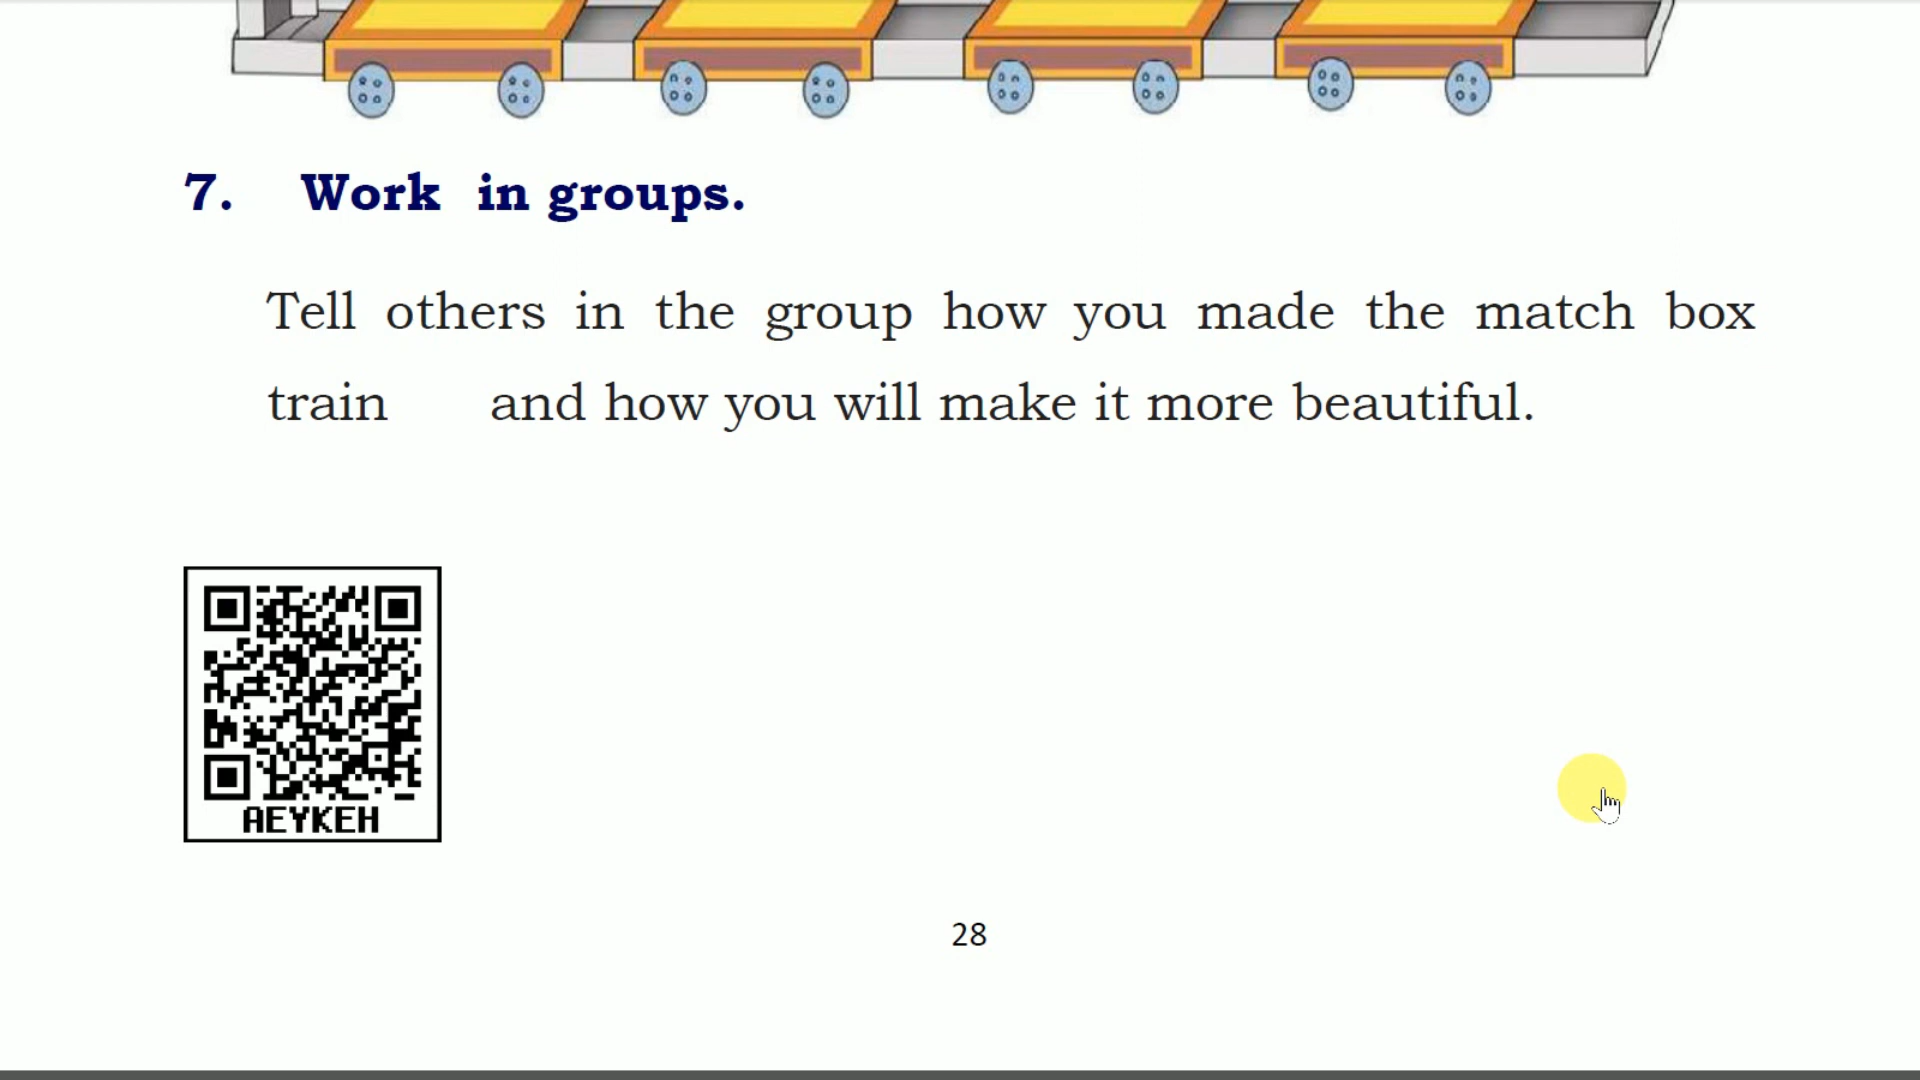 7. Work in groups.
Tell others in the group how you made the match box
train and how you will make it more beautiful.
AEYKEH
28